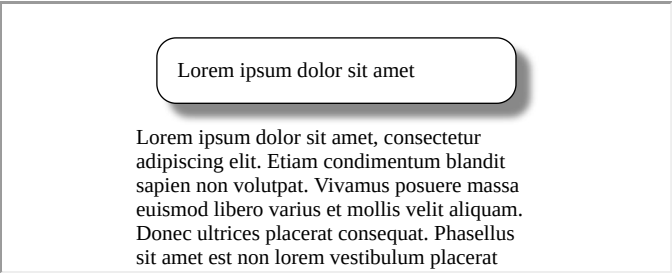 Lorem ipsum dolor sit amet
Lorem ipsum dolor sit amet, consectetur
adipiscing elit. Etiam condimentum blandit
sapien non volutpat. Vivamus posuere massa
euismod libero varius et mollis velit aliquam.
Donec ultrices placerat consequat. Phasellus
sit amet est non lorem vestibulum placerat